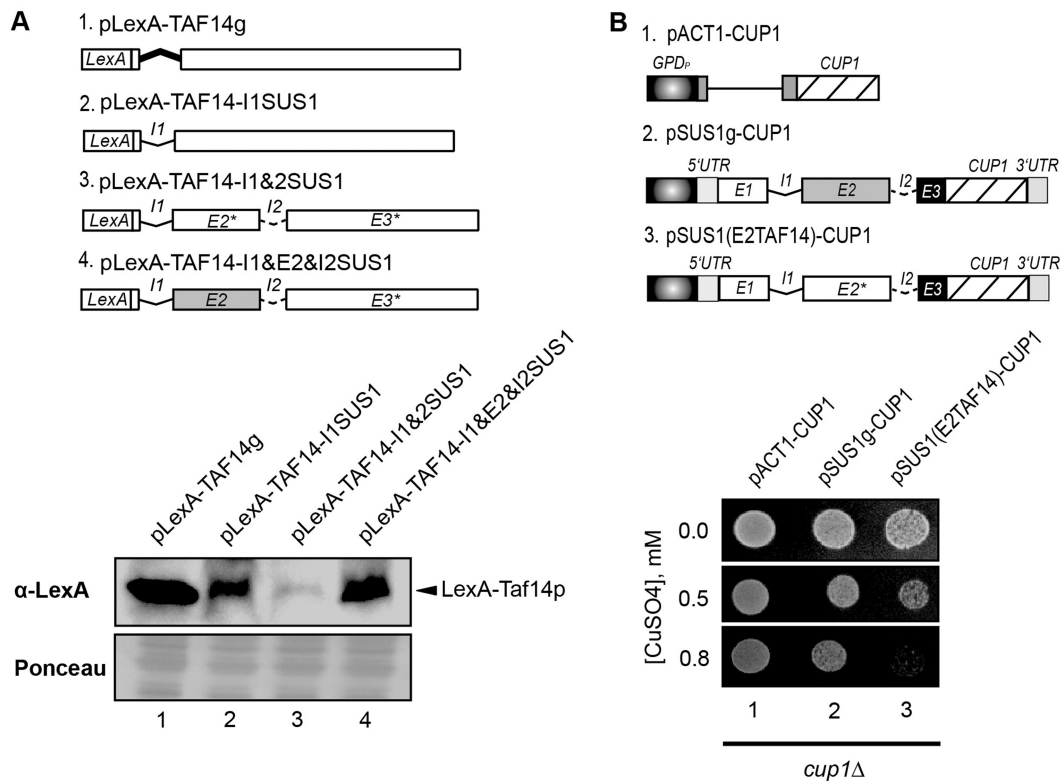 A
1. pLexA-TAF14g
LexA
2. pLexA-TAF14-I1SUS1
LexA I1
3. pLexA-TAF14-I1&2SUS1
LexA I1 E2* I2 E3*
4. pLexA-TAF14-I1&E2&I2SUS1
LexA I1 E2 I2 E3*
pLexA-TAF14g
pLexA-TAF14-I1SUS1
pLexA-TAF14-I1&2SUS1
pLexA-TAF14-I1&E2&I2SUS1
α-LexA
LexA-Taf14p
Ponceau
1 2 3 4
B
1. pACT1-CUP1
GPDP CUP1
2. pSUS1g-CUP1
5'UTR E1 I1 E2 I2 E3 CUP1 3'UTR
3. pSUS1(E2TAF14)-CUP1
5'UTR E1 I1 E2* I2 E3 CUP1 3'UTR
pACT1-CUP1
pSUS1g-CUP1
pSUS1(E2TAF14)-CUP1
[CuSO4], mM
0.0
0.5
0.8
1 2 3
cup1Δ